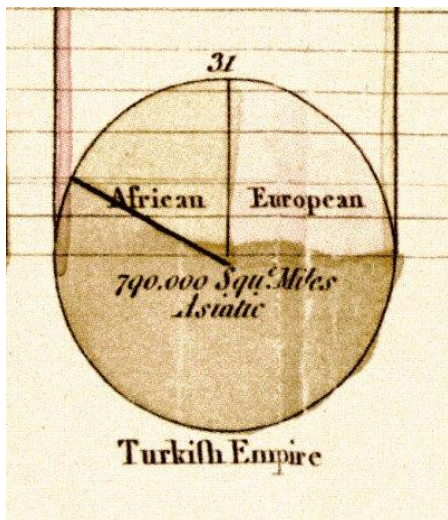 31
African European
790.000 Squ. Miles
Asiatic
Turkiſh Empire